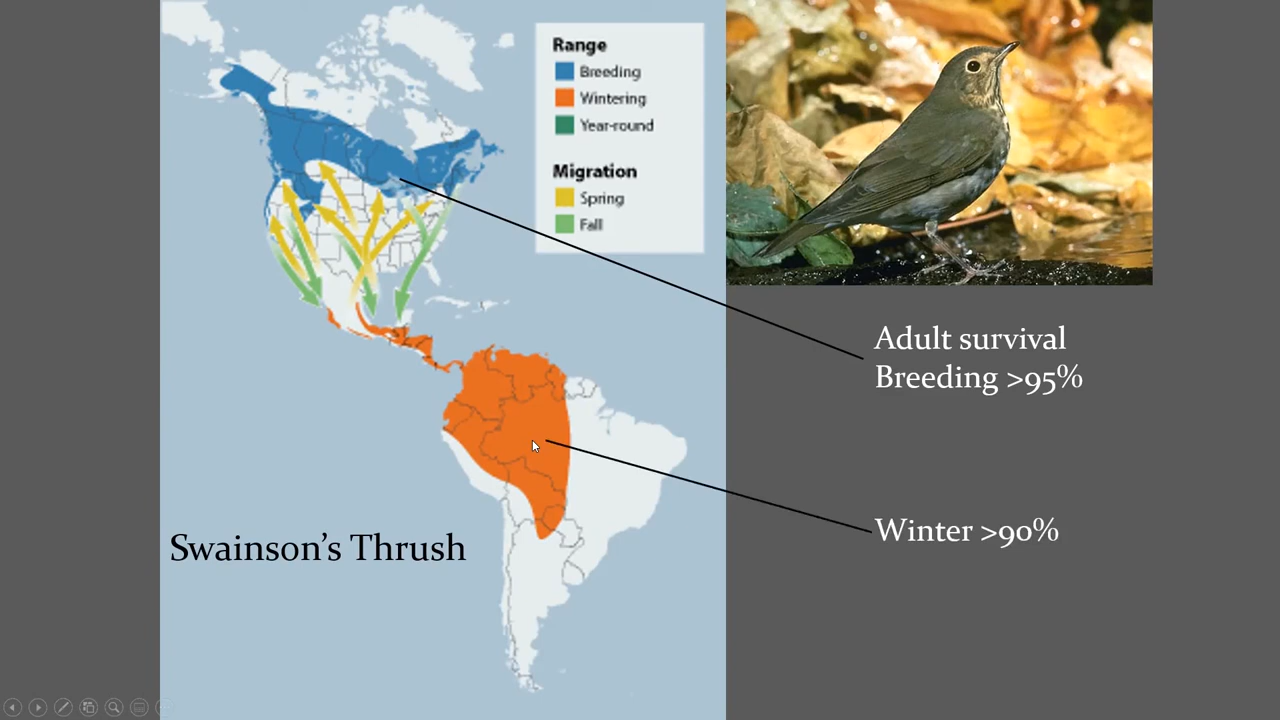 Range
Breeding
Wintering
Year-round
Migration
Spring
Fall
Adult survival
Breeding >95%
Winter >90%
Swainson's Thrush